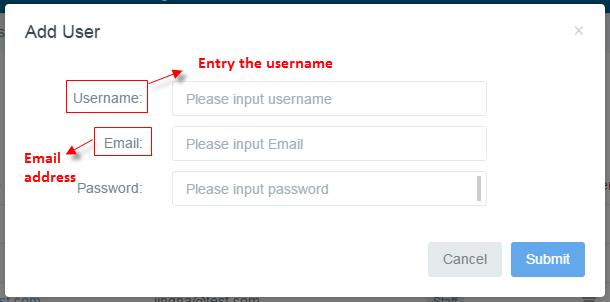 Add User
×
Entry the username
Username:
Please input username
Email:
Please input Email
Email
address
Password:
Please input password
Cancel
Submit